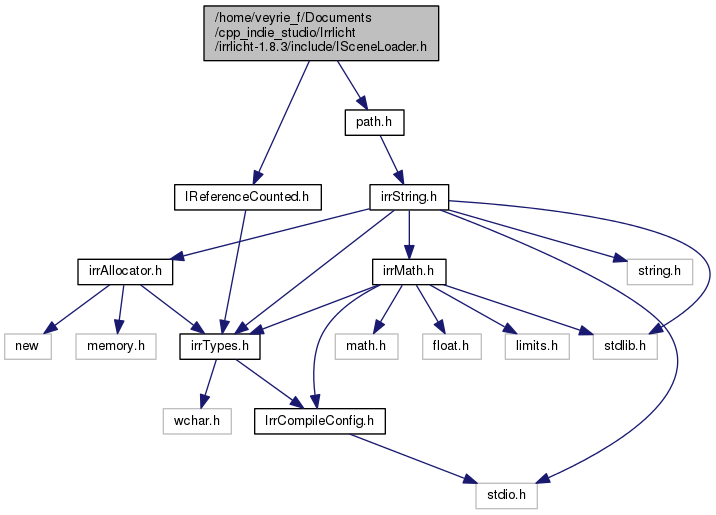 /home/veyrie_f/Documents
/cpp_indie_studio/Irrlicht
/irrlicht-1.8.3/include/ISceneLoader.h
path.h
IReferenceCounted.h
irrString.h
irrAllocator.h
irrMath.h
string.h
new
memory.h
irrTypes.h
math.h
float.h
limits.h
stdlib.h
wchar.h
IrrCompileConfig.h
stdio.h